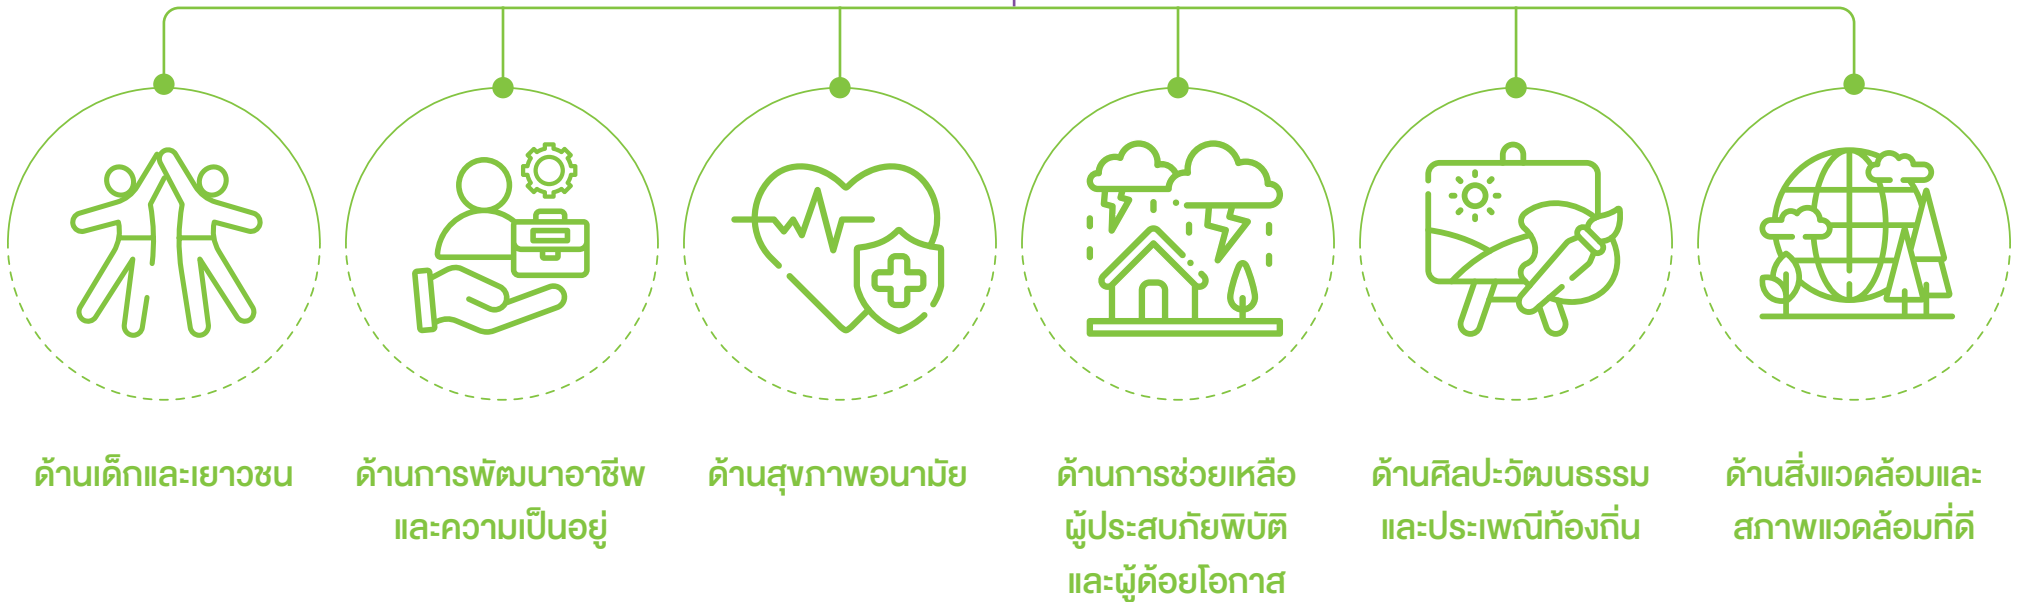 ด้านเด็กและเยาวชน
ด้านการพัฒนาอาชีพ
และความเป็นอยู่
ด้านสุขภาพอนามัย
ด้านการช่วยเหลือ
ผู้ประสบภัยพิบัติ
และผู้ด้อยโอกาส
ด้านศิลปะวัฒนธรรม
และประเพณีท้องถิ่น
ด้านสิ่งแวดล้อมและ
สภาพแวดล้อมที่ดี